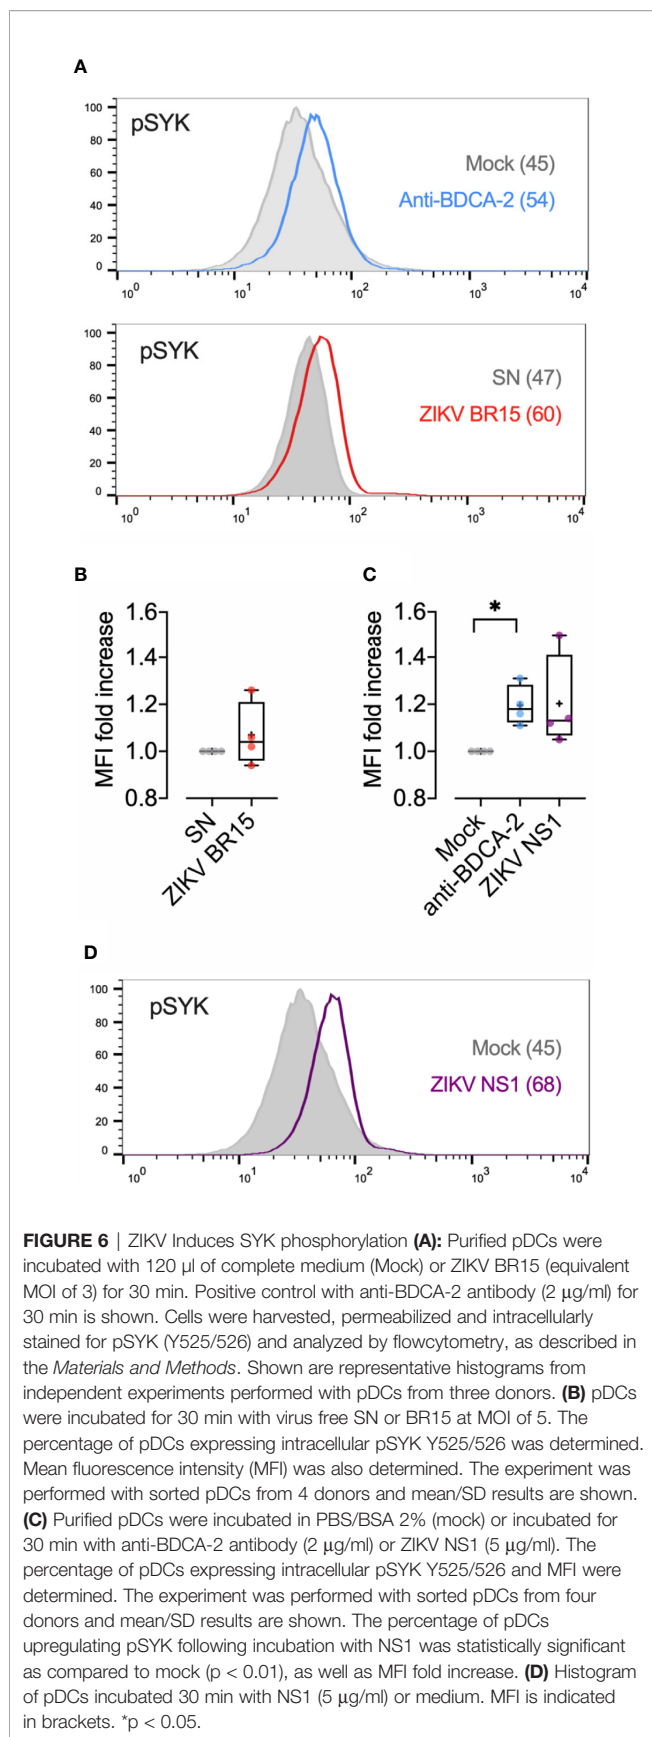 A
pSYK
Mock (45)
Anti-BDCA-2 (54)
100
80
60
40
20
0
10^0
10^1
10^2
10^3
10^4
pSYK
SN (47)
ZIKV BR15 (60)
100
80
60
40
20
0
10^0
10^1
10^2
10^3
10^4
B
MFI fold increase
1.6
1.4
1.2
1.0
0.8
SN
ZIKV BR15
C
MFI fold increase
1.6
1.4
1.2
1.0
0.8
*
Mock
anti-BDCA-2
ZIKV NS1
D
pSYK
Mock (45)
ZIKV NS1 (68)
100
80
60
40
20
0
10^0
10^1
10^2
10^3
10^4
FIGURE 6 | ZIKV Induces SYK phosphorylation (A): Purified pDCs were
incubated with 120 µl of complete medium (Mock) or ZIKV BR15 (equivalent
MOI of 3) for 30 min. Positive control with anti-BDCA-2 antibody (2 µg/ml) for
30 min is shown. Cells were harvested, permeabilized and intracellularly
stained for pSYK (Y525/526) and analyzed by flowcytometry, as described in
the Materials and Methods. Shown are representative histograms from
independent experiments performed with pDCs from three donors. (B) pDCs
were incubated for 30 min with virus free SN or BR15 at MOI of 5. The
percentage of pDCs expressing intracellular pSYK Y525/526 was determined.
Mean fluorescence intensity (MFI) was also determined. The experiment was
performed with sorted pDCs from 4 donors and mean/SD results are shown.
(C) Purified pDCs were incubated in PBS/BSA 2% (mock) or incubated for
30 min with anti-BDCA-2 antibody (2 µg/ml) or ZIKV NS1 (5 µg/ml). The
percentage of pDCs expressing intracellular pSYK Y525/526 and MFI were
determined. The experiment was performed with sorted pDCs from four
donors and mean/SD results are shown. The percentage of pDCs
upregulating pSYK following incubation with NS1 was statistically significant
as compared to mock (p < 0.01), as well as MFI fold increase. (D) Histogram
of pDCs incubated 30 min with NS1 (5 µg/ml) or medium. MFI is indicated
in brackets. *p < 0.05.